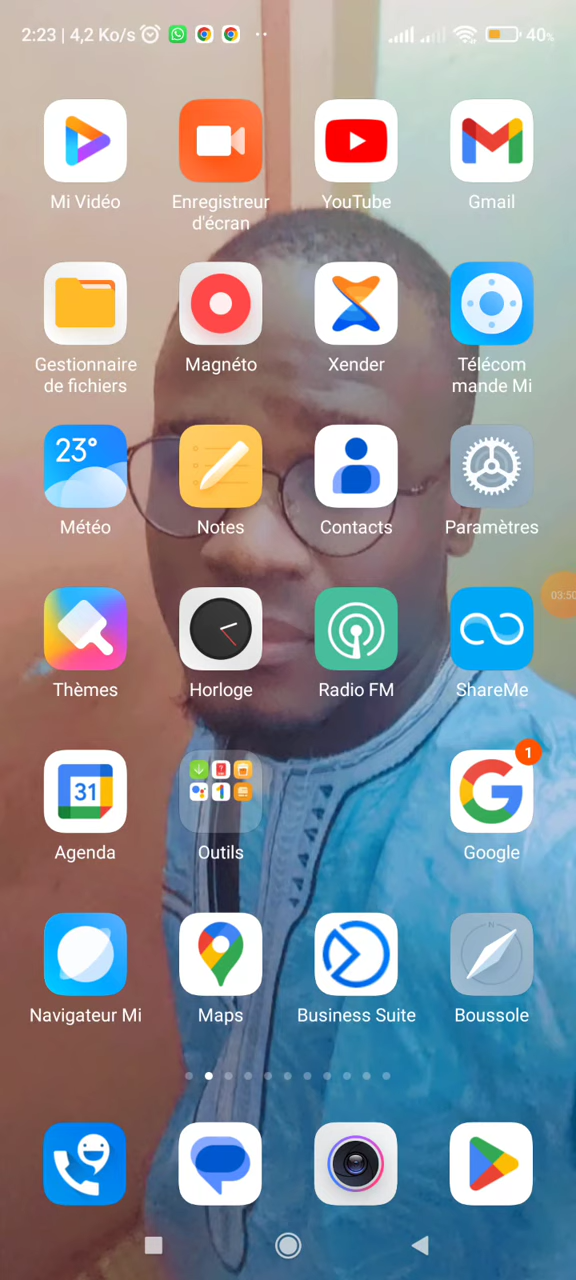 2:23 | 4,2 Ko/s
40%
Mi Vidéo
Enregistreur
d'écran
YouTube
Gmail
Gestionnaire
de fichiers
Magnéto
Xender
Télécom
mande Mi
23°
Météo
Notes
Contacts
Paramètres
03:50
Thèmes
Horloge
Radio FM
ShareMe
31
1
Agenda
Outils
Google
Navigateur Mi
Maps
Business Suite
Boussole